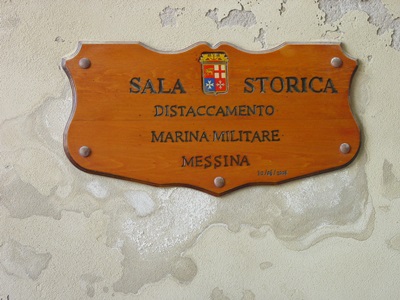 SALA STORICA
DISTACCAMENTO
MARINA MILITARE
MESSINA